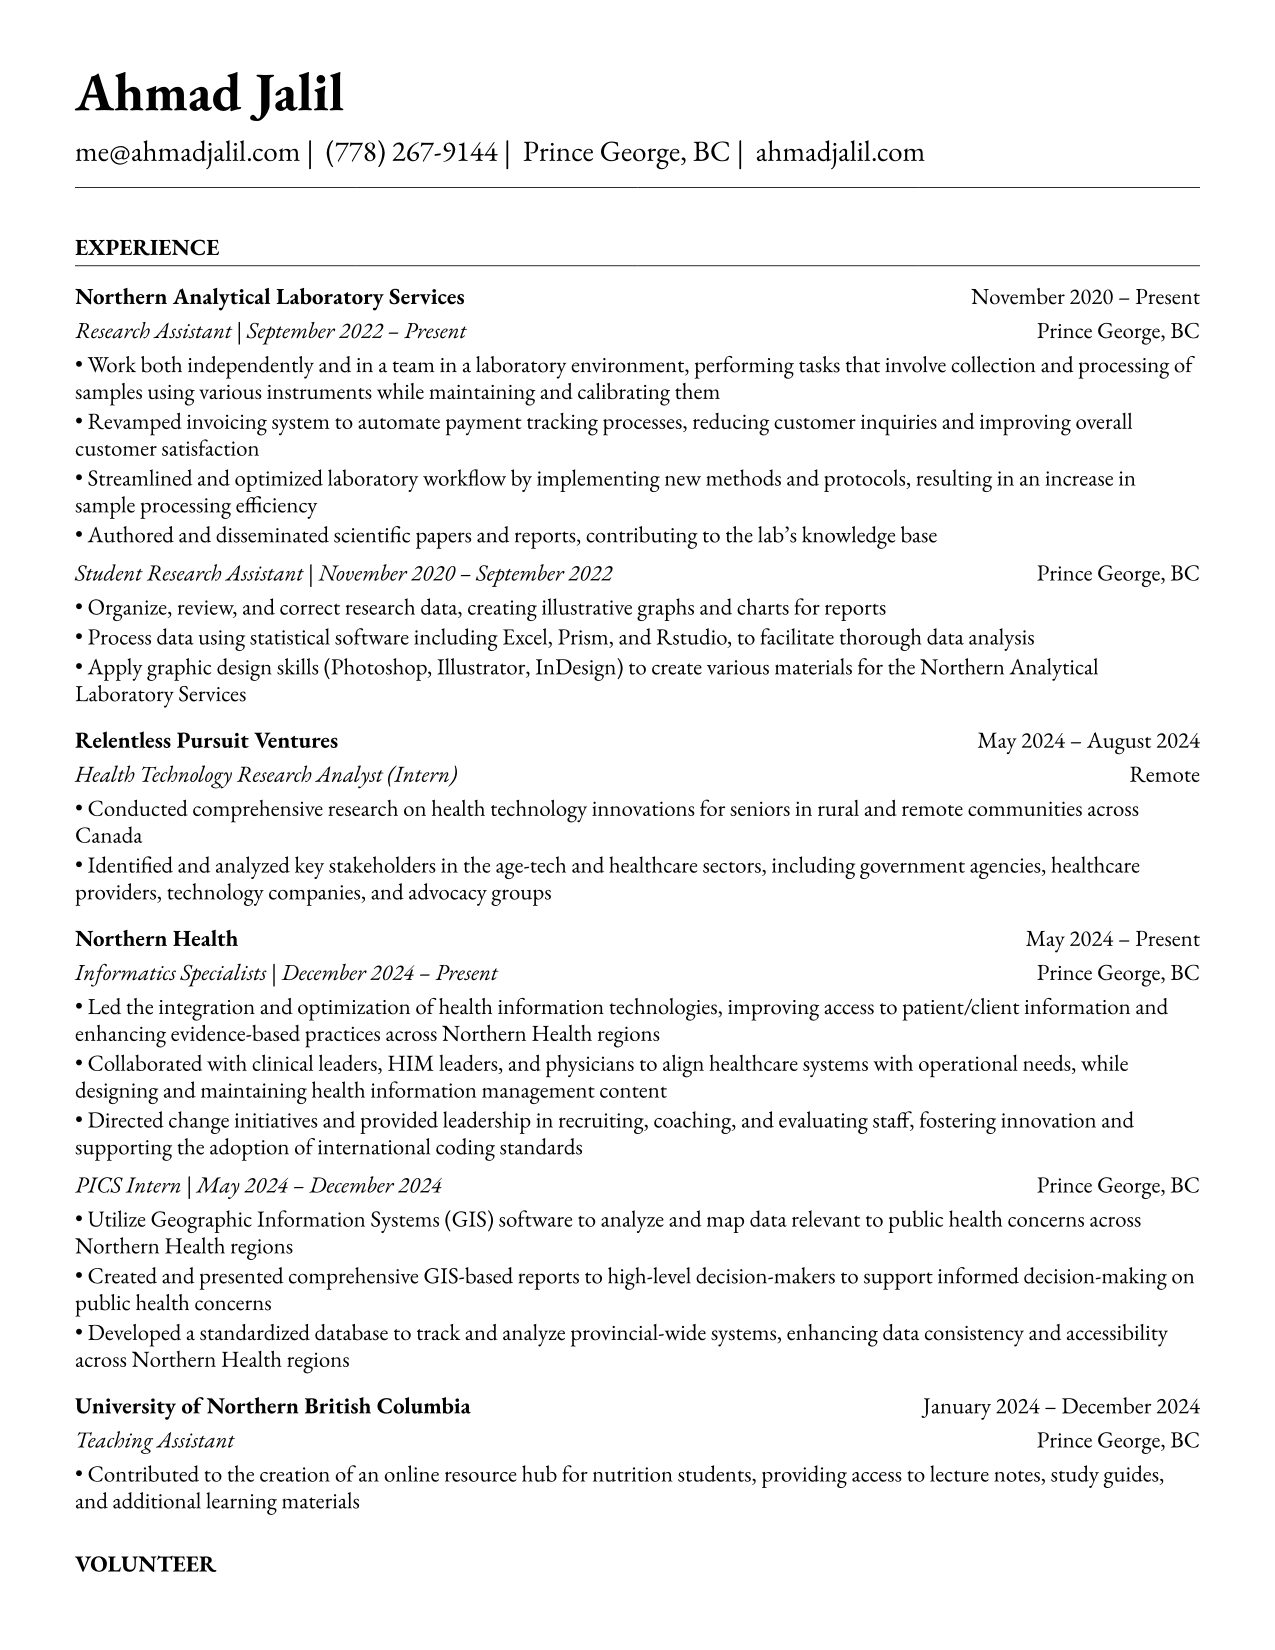 Ahmad Jalil
me@ahmadjalil.com | (778) 267-9144 | Prince George, BC | ahmadjalil.com
EXPERIENCE
Northern Analytical Laboratory Services November 2020 – Present
Research Assistant | September 2022 – Present Prince George, BC
• Work both independently and in a team in a laboratory environment, performing tasks that involve collection and processing of
samples using various instruments while maintaining and calibrating them
• Revamped invoicing system to automate payment tracking processes, reducing customer inquiries and improving overall
customer satisfaction
• Streamlined and optimized laboratory workflow by implementing new methods and protocols, resulting in an increase in
sample processing efficiency
• Authored and disseminated scientific papers and reports, contributing to the lab’s knowledge base
Student Research Assistant | November 2020 – September 2022 Prince George, BC
• Organize, review, and correct research data, creating illustrative graphs and charts for reports
• Process data using statistical software including Excel, Prism, and Rstudio, to facilitate thorough data analysis
• Apply graphic design skills (Photoshop, Illustrator, InDesign) to create various materials for the Northern Analytical
Laboratory Services
Relentless Pursuit Ventures May 2024 – August 2024
Health Technology Research Analyst (Intern) Remote
• Conducted comprehensive research on health technology innovations for seniors in rural and remote communities across
Canada
• Identified and analyzed key stakeholders in the age-tech and healthcare sectors, including government agencies, healthcare
providers, technology companies, and advocacy groups
Northern Health May 2024 – Present
Informatics Specialists | December 2024 – Present Prince George, BC
• Led the integration and optimization of health information technologies, improving access to patient/client information and
enhancing evidence-based practices across Northern Health regions
• Collaborated with clinical leaders, HIM leaders, and physicians to align healthcare systems with operational needs, while
designing and maintaining health information management content
• Directed change initiatives and provided leadership in recruiting, coaching, and evaluating staff, fostering innovation and
supporting the adoption of international coding standards
PICS Intern | May 2024 – December 2024 Prince George, BC
• Utilize Geographic Information Systems (GIS) software to analyze and map data relevant to public health concerns across
Northern Health regions
• Created and presented comprehensive GIS-based reports to high-level decision-makers to support informed decision-making on
public health concerns
• Developed a standardized database to track and analyze provincial-wide systems, enhancing data consistency and accessibility
across Northern Health regions
University of Northern British Columbia January 2024 – December 2024
Teaching Assistant Prince George, BC
• Contributed to the creation of an online resource hub for nutrition students, providing access to lecture notes, study guides,
and additional learning materials
VOLUNTEER